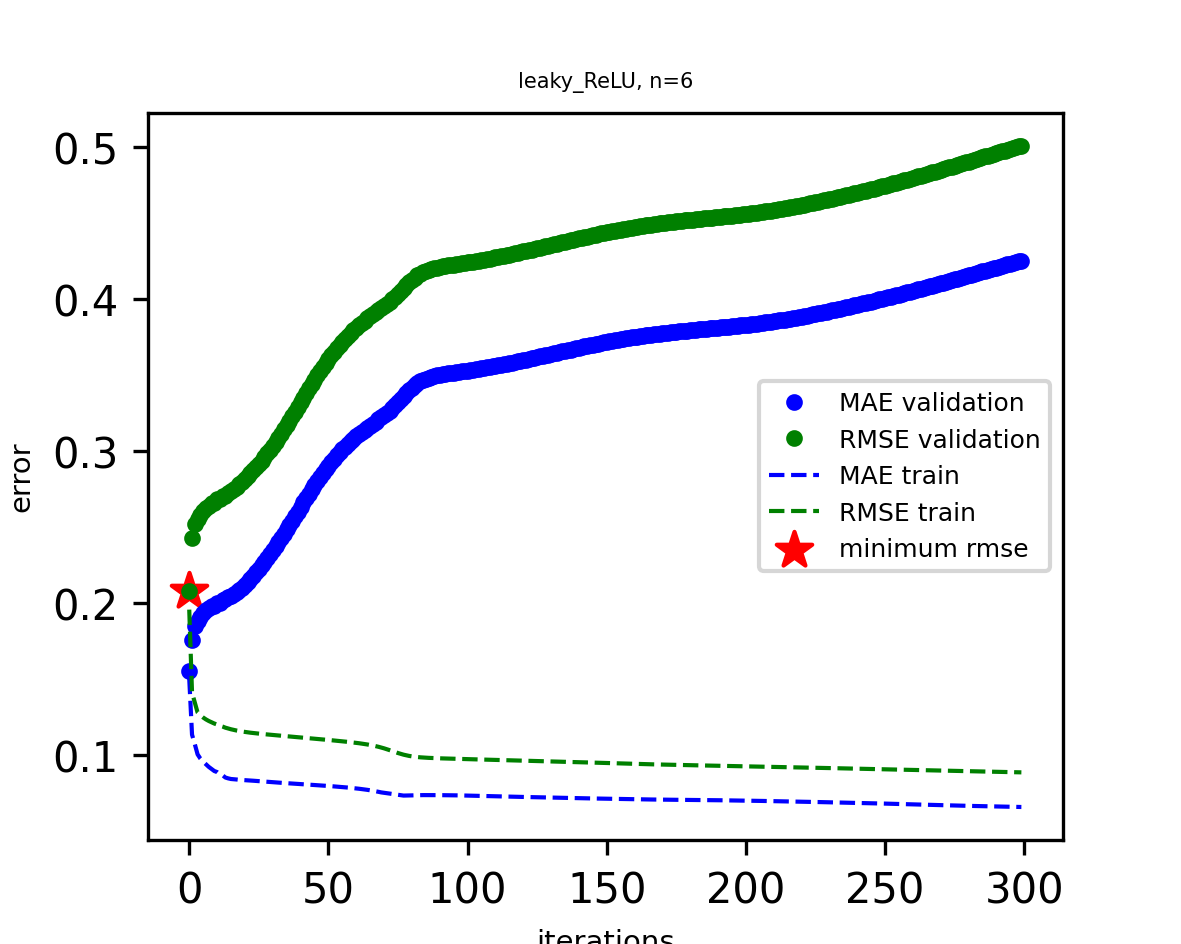 leaky_ReLU, n=6
0.5
0.4
0.3
0.2
0.1
error
MAE validation
RMSE validation
MAE train
RMSE train
minimum rmse
0 50 100 150 200 250 300
iterations